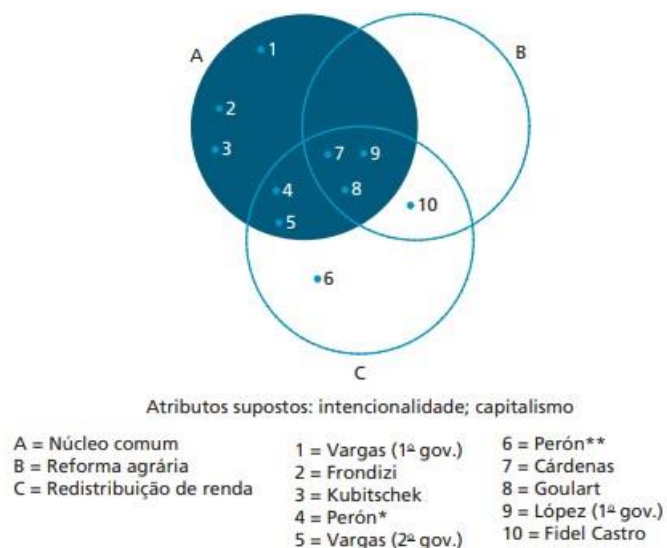 A
B
1
2
3
7
9
4
8
10
5
6
C
Atributos supostos: intencionalidade; capitalismo
A = Núcleo comum
B = Reforma agrária
C = Redistribuição de renda
1 = Vargas (1º gov.)
2 = Frondizi
3 = Kubitschek
4 = Perón*
5 = Vargas (2º gov.)
6 = Perón**
7 = Cárdenas
8 = Goulart
9 = López (1º gov.)
10 = Fidel Castro